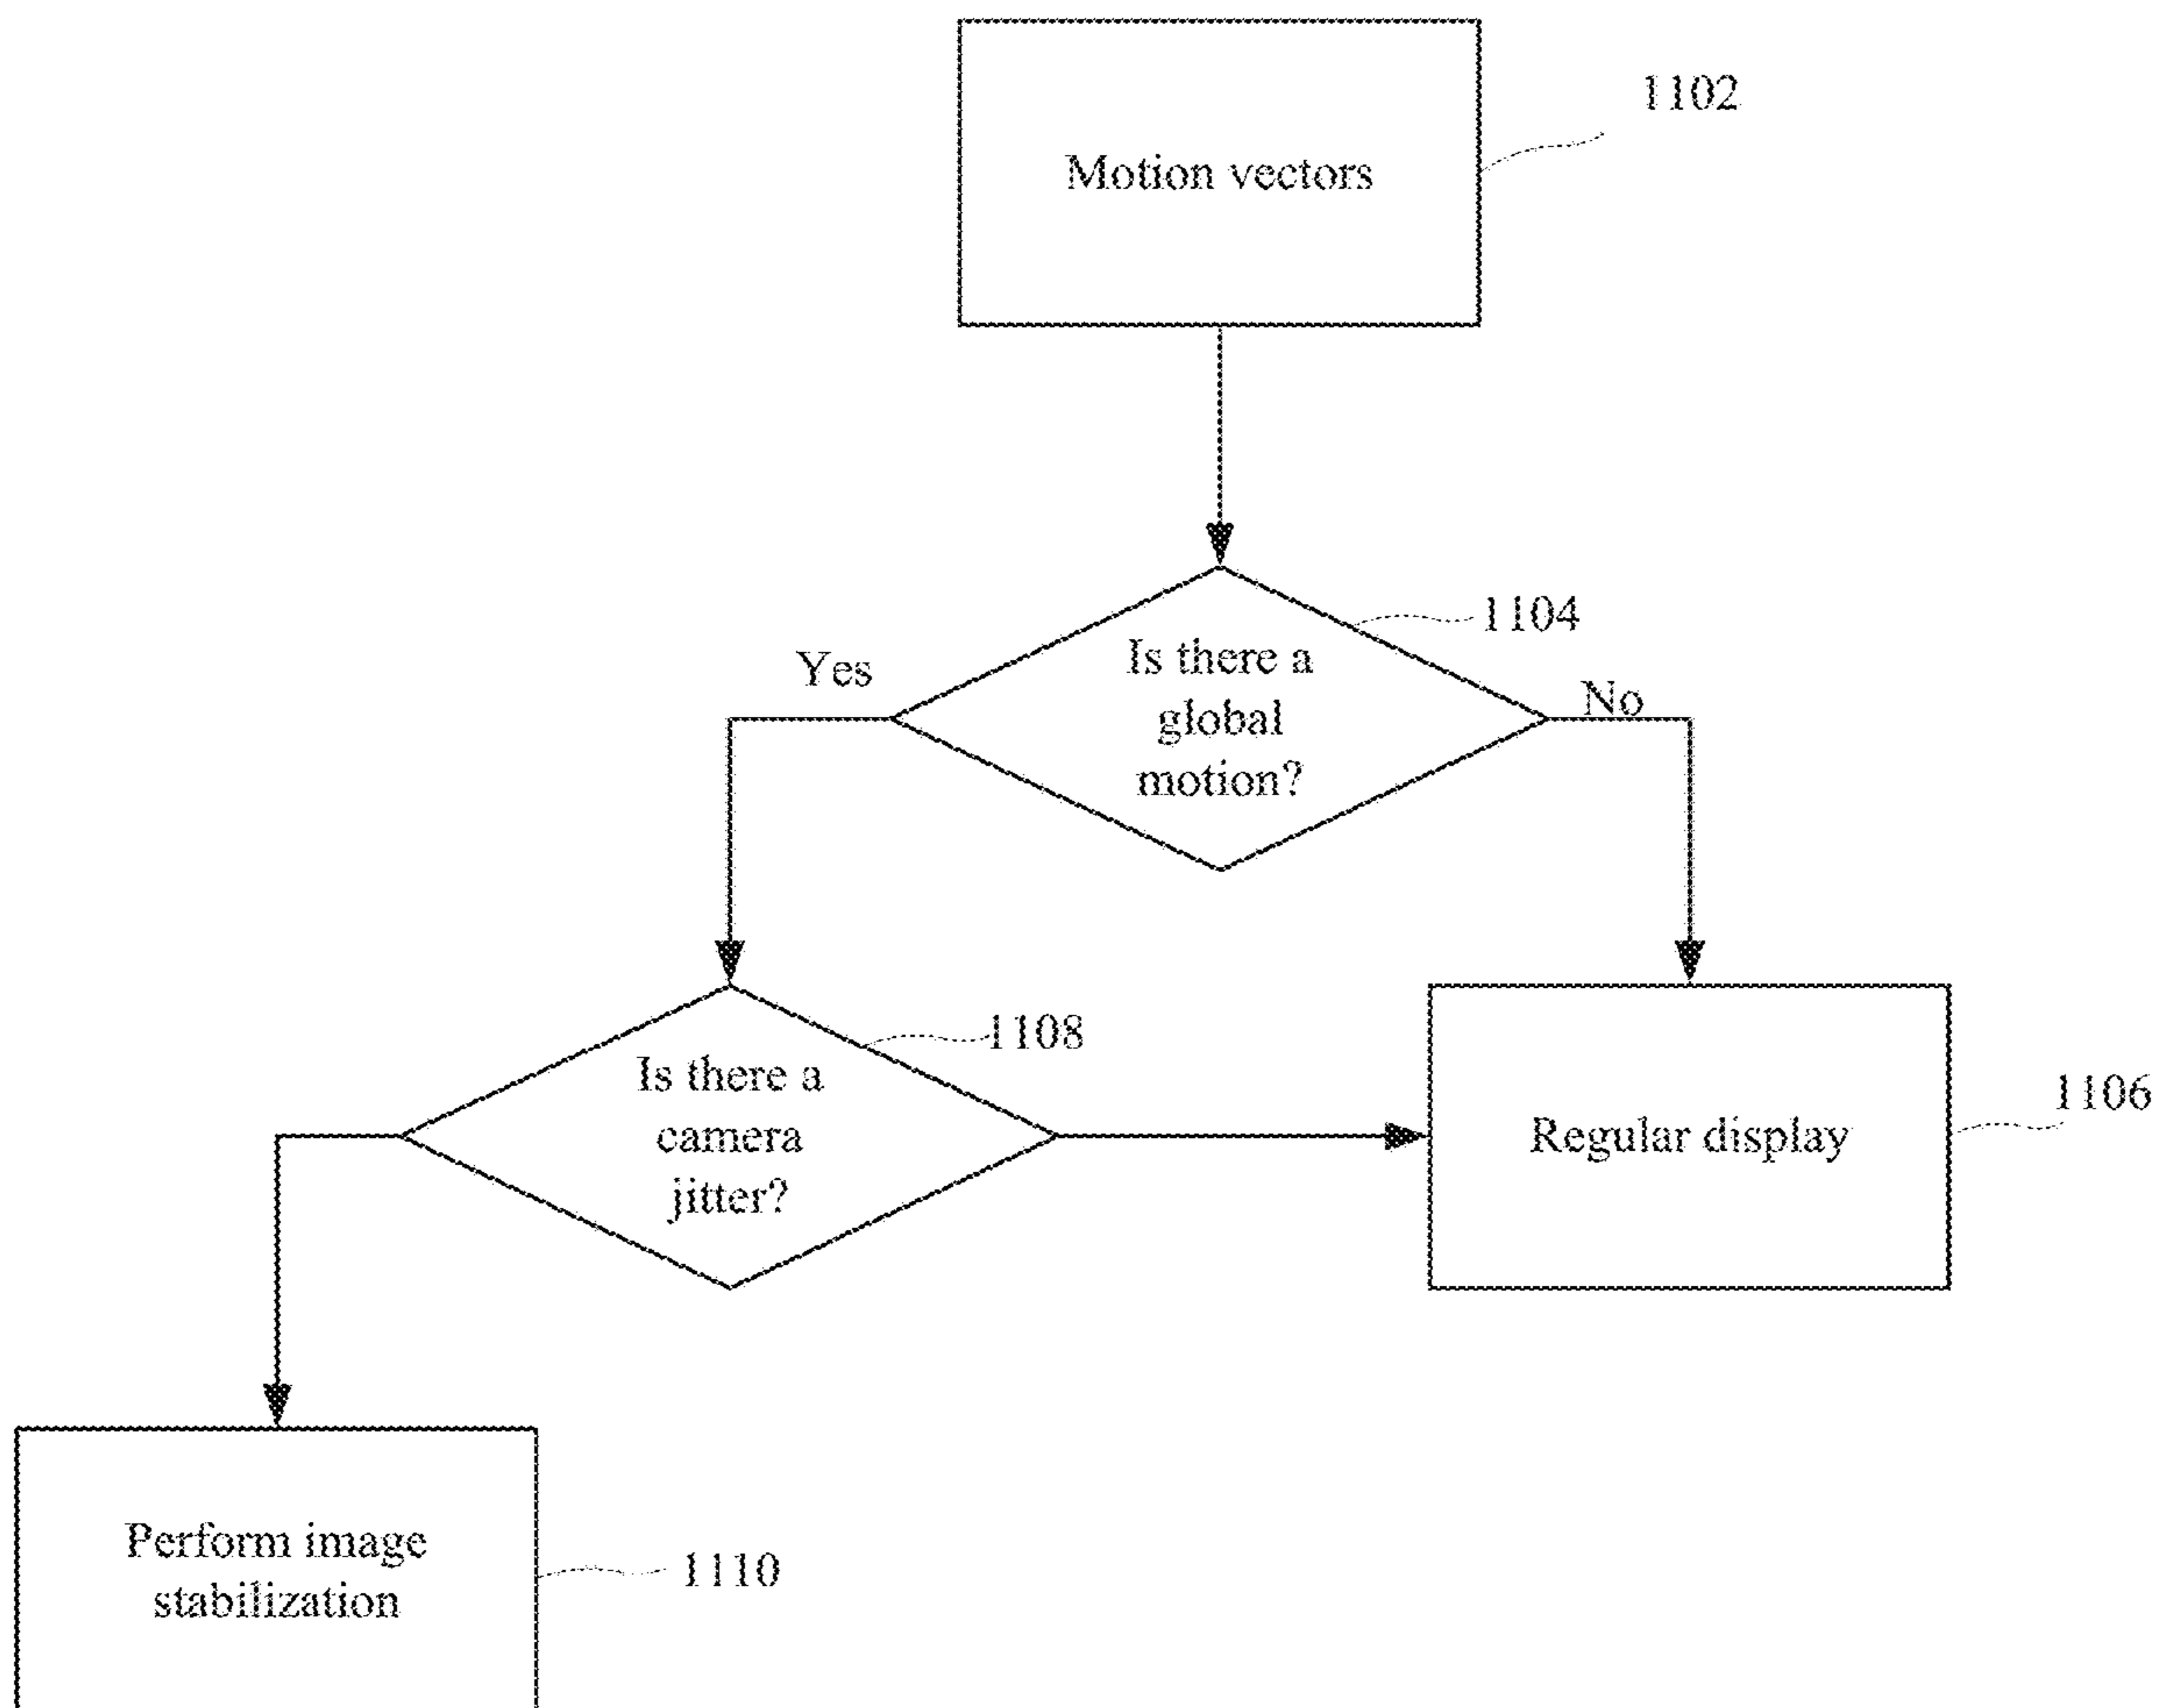 1102
Motion vectors
1104
Is there a
global
motion?
Yes
No
1108
Is there a
camera
jitter?
1106
Regular display
Perform image
stabilization
1110